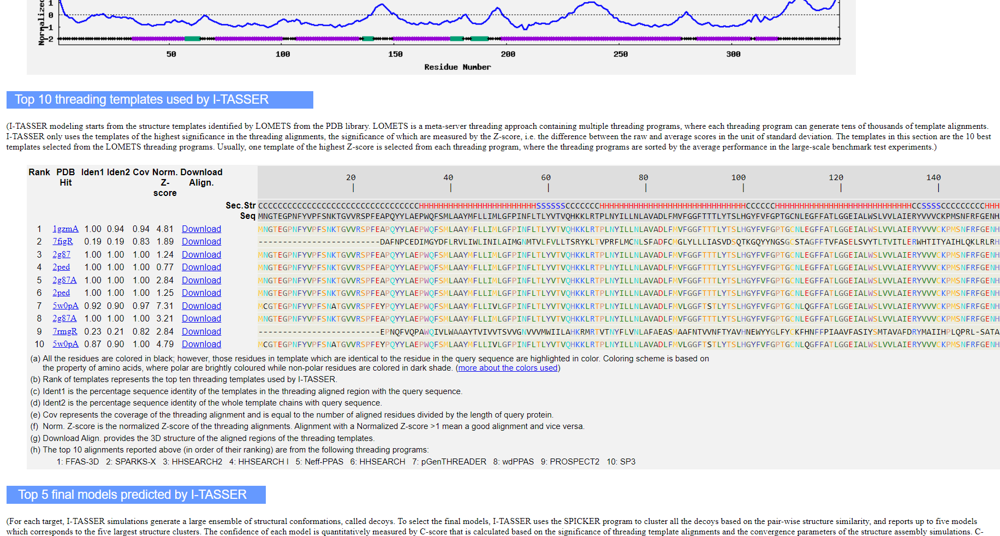 Normalized
1
0
-1
-2
50 100 150 200 250 300
Residue Number
Top 10 threading templates used by I-TASSER
(I-TASSER modeling starts from the structure templates identified by LOMETS from the PDB library. LOMETS is a meta-server threading approach containing multiple threading programs, where each threading program can generate tens of thousands of template alignments.
I-TASSER only uses the templates of the highest significance in the threading alignments, the significance of which are measured by the Z-score, i.e. the difference between the raw and average scores in the unit of standard deviation. The templates in this section are the 10 best
templates selected from the LOMETS threading programs. Usually, one template of the highest Z-score is selected from each threading program, where the threading programs are sorted by the average performance in the large-scale benchmark test experiments.)
Rank PDB Iden1 Iden2 Cov Norm. Download
Hit Z- Align.
score
20 40 60 80 100 120 140
Sec.Str CCCCCCCCCCCCCCCCCCCCCCCCCCCCCCCCCHHHHHHHHHHHHHHHHHHHHHHHHSSSSSSCCCCCCCHHHHHHHHHHHHHHHHHHHHHHHHHHHHHHCCCCCCHHHHHHHHHHHHHHHHHHHHHHHHHHHHCCSSSSCCCCCCCCCHHH
Seq MNGTEGPNFYVPFSNKTGVVRSPFEAPQYYLAEPWQFSMLAAYMFLLIMLGFPINFLTLYVTVQHKKLRTPLNYILLNLAVADLFMVFGGFTTTLYTSLHGYFVFGPTGCNLEGFFATLGGEIALWSLVVLAIERYVVVCKPMSNFRFGENH
1 1gzmA 1.00 0.94 0.94 4.81 Download MNGTEGPNFYVPFSNKTGVVRSPFEAPQYYLAEPWQFSMLAAYMFLLIMLGFPINFLTLYVTVQHKKLRTPLNYILLNLAVADLFMVFGGFTTTLYTSLHGYFVFGPTGCNLEGFFATLGGEIALWSLVVLAIERYVVVCKPMSNFRFGENH
2 7figR 0.19 0.19 0.83 1.89 Download -------------------------DAFNPCEDIMGYDFLRVLIWLINILAIMGNMTVLFVLLTSRYKLTVPRFLMCNLSFADFCMGLYLLLIASVDSQTKGQYYNGSGCSTAGFFTVFASELSVYTLTVITLERWHTITYAIHLQKLRLRH
3 2g87 1.00 1.00 1.00 1.24 Download MNGTEGPNFYVPFSNKTGVVRSPFEAPQYYLAEPWQFSMLAAYMFLLIMLGFPINFLTLYVTVQHKKLRTPLNYILLNLAVADLFMVFGGFTTTLYTSLHGYFVFGPTGCNLEGFFATLGGEIALWSLVVLAIERYVVVCKPMSNFRFGENH
4 2ped 1.00 1.00 1.00 0.77 Download MNGTEGPNFYVPFSNKTGVVRSPFEAPQYYLAEPWQFSMLAAYMFLLIMLGFPINFLTLYVTVQHKKLRTPLNYILLNLAVADLFMVFGGFTTTLYTSLHGYFVFGPTGCNLEGFFATLGGEIALWSLVVLAIERYVVVCKPMSNFRFGENH
5 2g87A 1.00 1.00 1.00 2.84 Download MNGTEGPNFYVPFSNKTGVVRSPFEAPQYYLAEPWQFSMLAAYMFLLIMLGFPINFLTLYVTVQHKKLRTPLNYILLNLAVADLFMVFGGFTTTLYTSLHGYFVFGPTGCNLEGFFATLGGEIALWSLVVLAIERYVVVCKPMSNFRFGENH
6 2ped 1.00 1.00 1.00 1.25 Download MNGTEGPNFYVPFSNKTGVVRSPFEAPQYYLAEPWQFSMLAAYMFLLIMLGFPINFLTLYVTVQHKKLRTPLNYILLNLAVADLFMVFGGFTTTLYTSLHGYFVFGPTGCNLEGFFATLGGEIALWSLVVLAIERYVVVCKPMSNFRFGENH
7 5w0pA 0.92 0.90 0.97 7.31 Download MCGTEGPNFYVPFSNATGVVRSPFEYPQYYLAEPWQFSMLAAYMFLLIVLGFPINFLTLYVTVQHKKLRTPLNYILLNLAVADLFMVLGGFTSTLYTSLHGYFVFGPTGCNLQGFFATLGGEIALWSLVVLAIERYVVVCKPMSNFRFGENH
8 2g87A 1.00 1.00 1.00 3.21 Download MNGTEGPNFYVPFSNKTGVVRSPFEAPQYYLAEPWQFSMLAAYMFLLIMLGFPINFLTLYVTVQHKKLRTPLNYILLNLAVADLFMVFGGFTTTLYTSLHGYFVFGPTGCNLEGFFATLGGEIALWSLVVLAIERYVVVCKPMSNFRFGENH
9 7rmgR 0.23 0.21 0.82 2.84 Download -------------------------EPNQFVQPAWQIVLWAAAYTVIVVTSVVGNVVVMWIILAHKRMRTVTNYFLVNLAFAEASMAAFNTVVNFTYAVHNEWYYGLFYCKFHNFFPIAAVFASIYSMTAVAFDRYMAIIHPLQPRL-SATA
10 5w0pA 0.87 0.90 1.00 4.79 Download MCGTEGPNFYVPFSNATGVVRSPFEYPQYYLAEPWQFSMLAAYMFLLIVLGFPINFLTLYVTVQHKKLRTPLNYILLNLAVADLFMVLGGFTSTLYTSLHGYFVFGPTGCNLQGFFATLGGEIALWSLVVLAIERYVVVCKPMSNFRFGENH
(a) All the residues are colored in black; however, those residues in template which are identical to the residue in the query sequence are highlighted in color. Coloring scheme is based on
the property of amino acids, where polar are brightly coloured while non-polar residues are colored in dark shade. (more about the colors used)
(b) Rank of templates represents the top ten threading templates used by I-TASSER.
(c) Ident1 is the percentage sequence identity of the templates in the threading aligned region with the query sequence.
(d) Ident2 is the percentage sequence identity of the whole template chains with query sequence.
(e) Cov represents the coverage of the threading alignment and is equal to the number of aligned residues divided by the length of query protein.
(f) Norm. Z-score is the normalized Z-score of the threading alignments. Alignment with a Normalized Z-score >1 mean a good alignment and vice versa.
(g) Download Align. provides the 3D structure of the aligned regions of the threading templates.
(h) The top 10 alignments reported above (in order of their ranking) are from the following threading programs:
1: FFAS-3D 2: SPARKS-X 3: HHSEARCH2 4: HHSEARCH I 5: Neff-PPAS 6: HHSEARCH 7: pGenTHREADER 8: wdPPAS 9: PROSPECT2 10: SP3
Top 5 final models predicted by I-TASSER
(For each target, I-TASSER simulations generate a large ensemble of structural conformations, called decoys. To select the final models, I-TASSER uses the SPICKER program to cluster all the decoys based on the pair-wise structure similarity, and reports up to five models
which corresponds to the five largest structure clusters. The confidence of each model is quantitatively measured by C-score that is calculated based on the significance of threading template alignments and the convergence parameters of the structure assembly simulations. C-